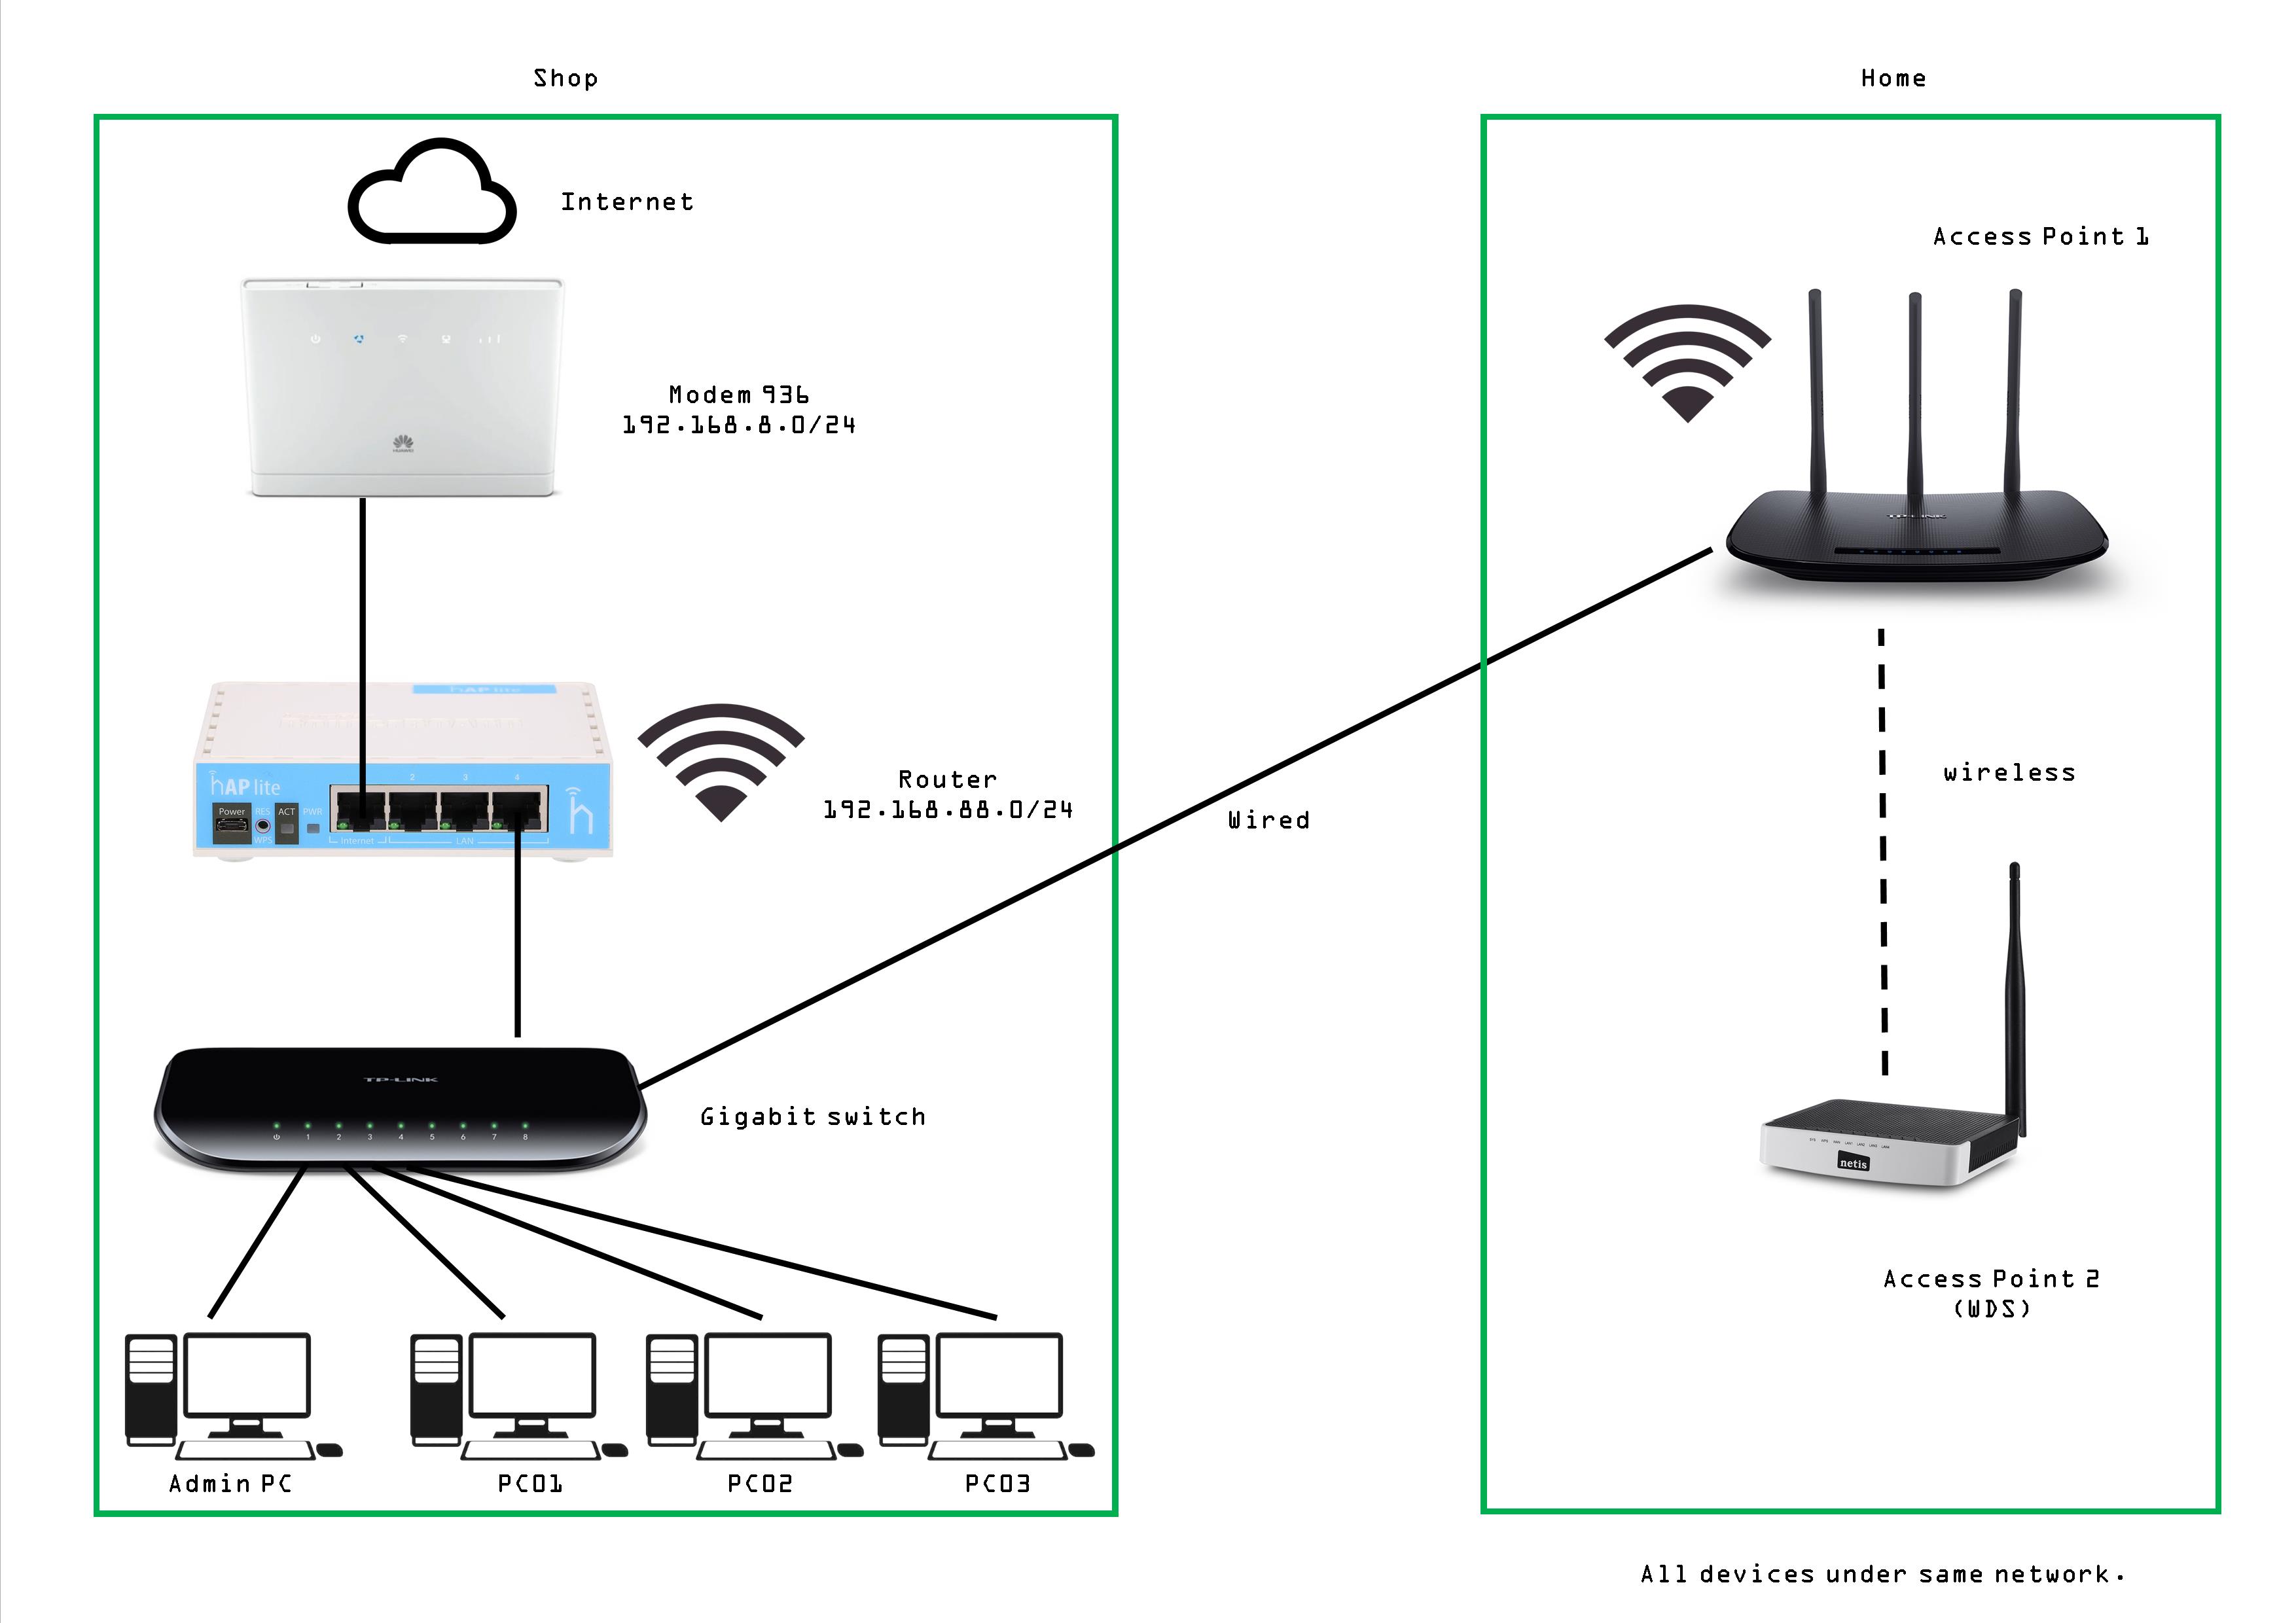 Shop
Home
Internet
Access Point 1
HUAWEI
Modem 936
192.168.8.0/24
TP-LINK
hAP lite
2 3 4
hAP lite
Power
RES
WPS
ACT
PWR
Internet
LAN
Router
192.168.88.0/24
wireless
Wired
TP-LINK
1 2 3 4 5 6 7 8
Gigabit switch
netis
Access Point 2
(WDS)
Admin PC
PC01
PC02
PC03
All devices under same network.